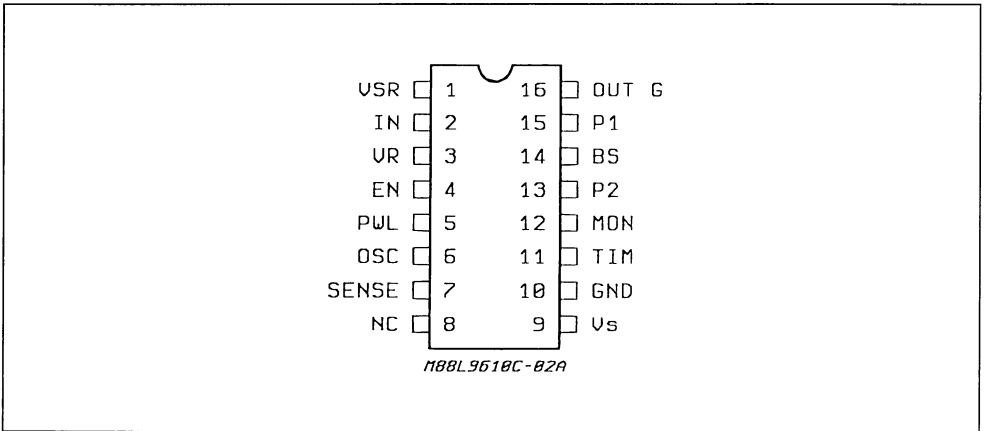 VSR 1 16 OUT G
IN 2 15 P1
VR 3 14 BS
EN 4 13 P2
PWL 5 12 MON
OSC 6 11 TIM
SENSE 7 10 GND
NC 8 9 Vs
M88L9610C-02A